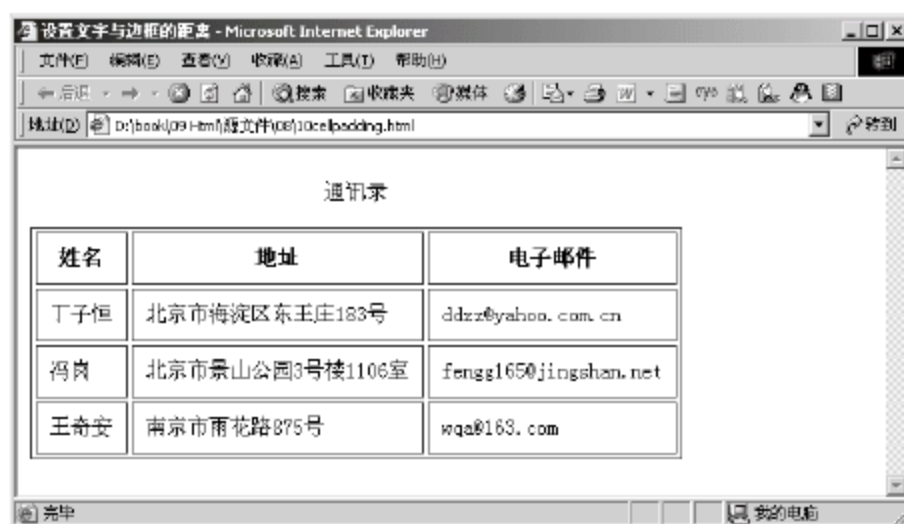 设置文字与边框的距离 - Microsoft Internet Explorer
文件(F) 编辑(E) 查看(V) 收藏(A) 工具(T) 帮助(H)
后退 搜索 收藏夹 媒体
地址(D) D:\book\09 Html\源文件\08\10cellpadding.html 转到
通讯录
姓名 地址 电子邮件
丁子恒 北京市海淀区东王庄183号 ddzz@yahoo.com.cn
冯岗 北京市景山公园3号楼1106室 fengg165@jingshan.net
王奇安 南京市雨花路875号 wqa@163.com
完毕 我的电脑